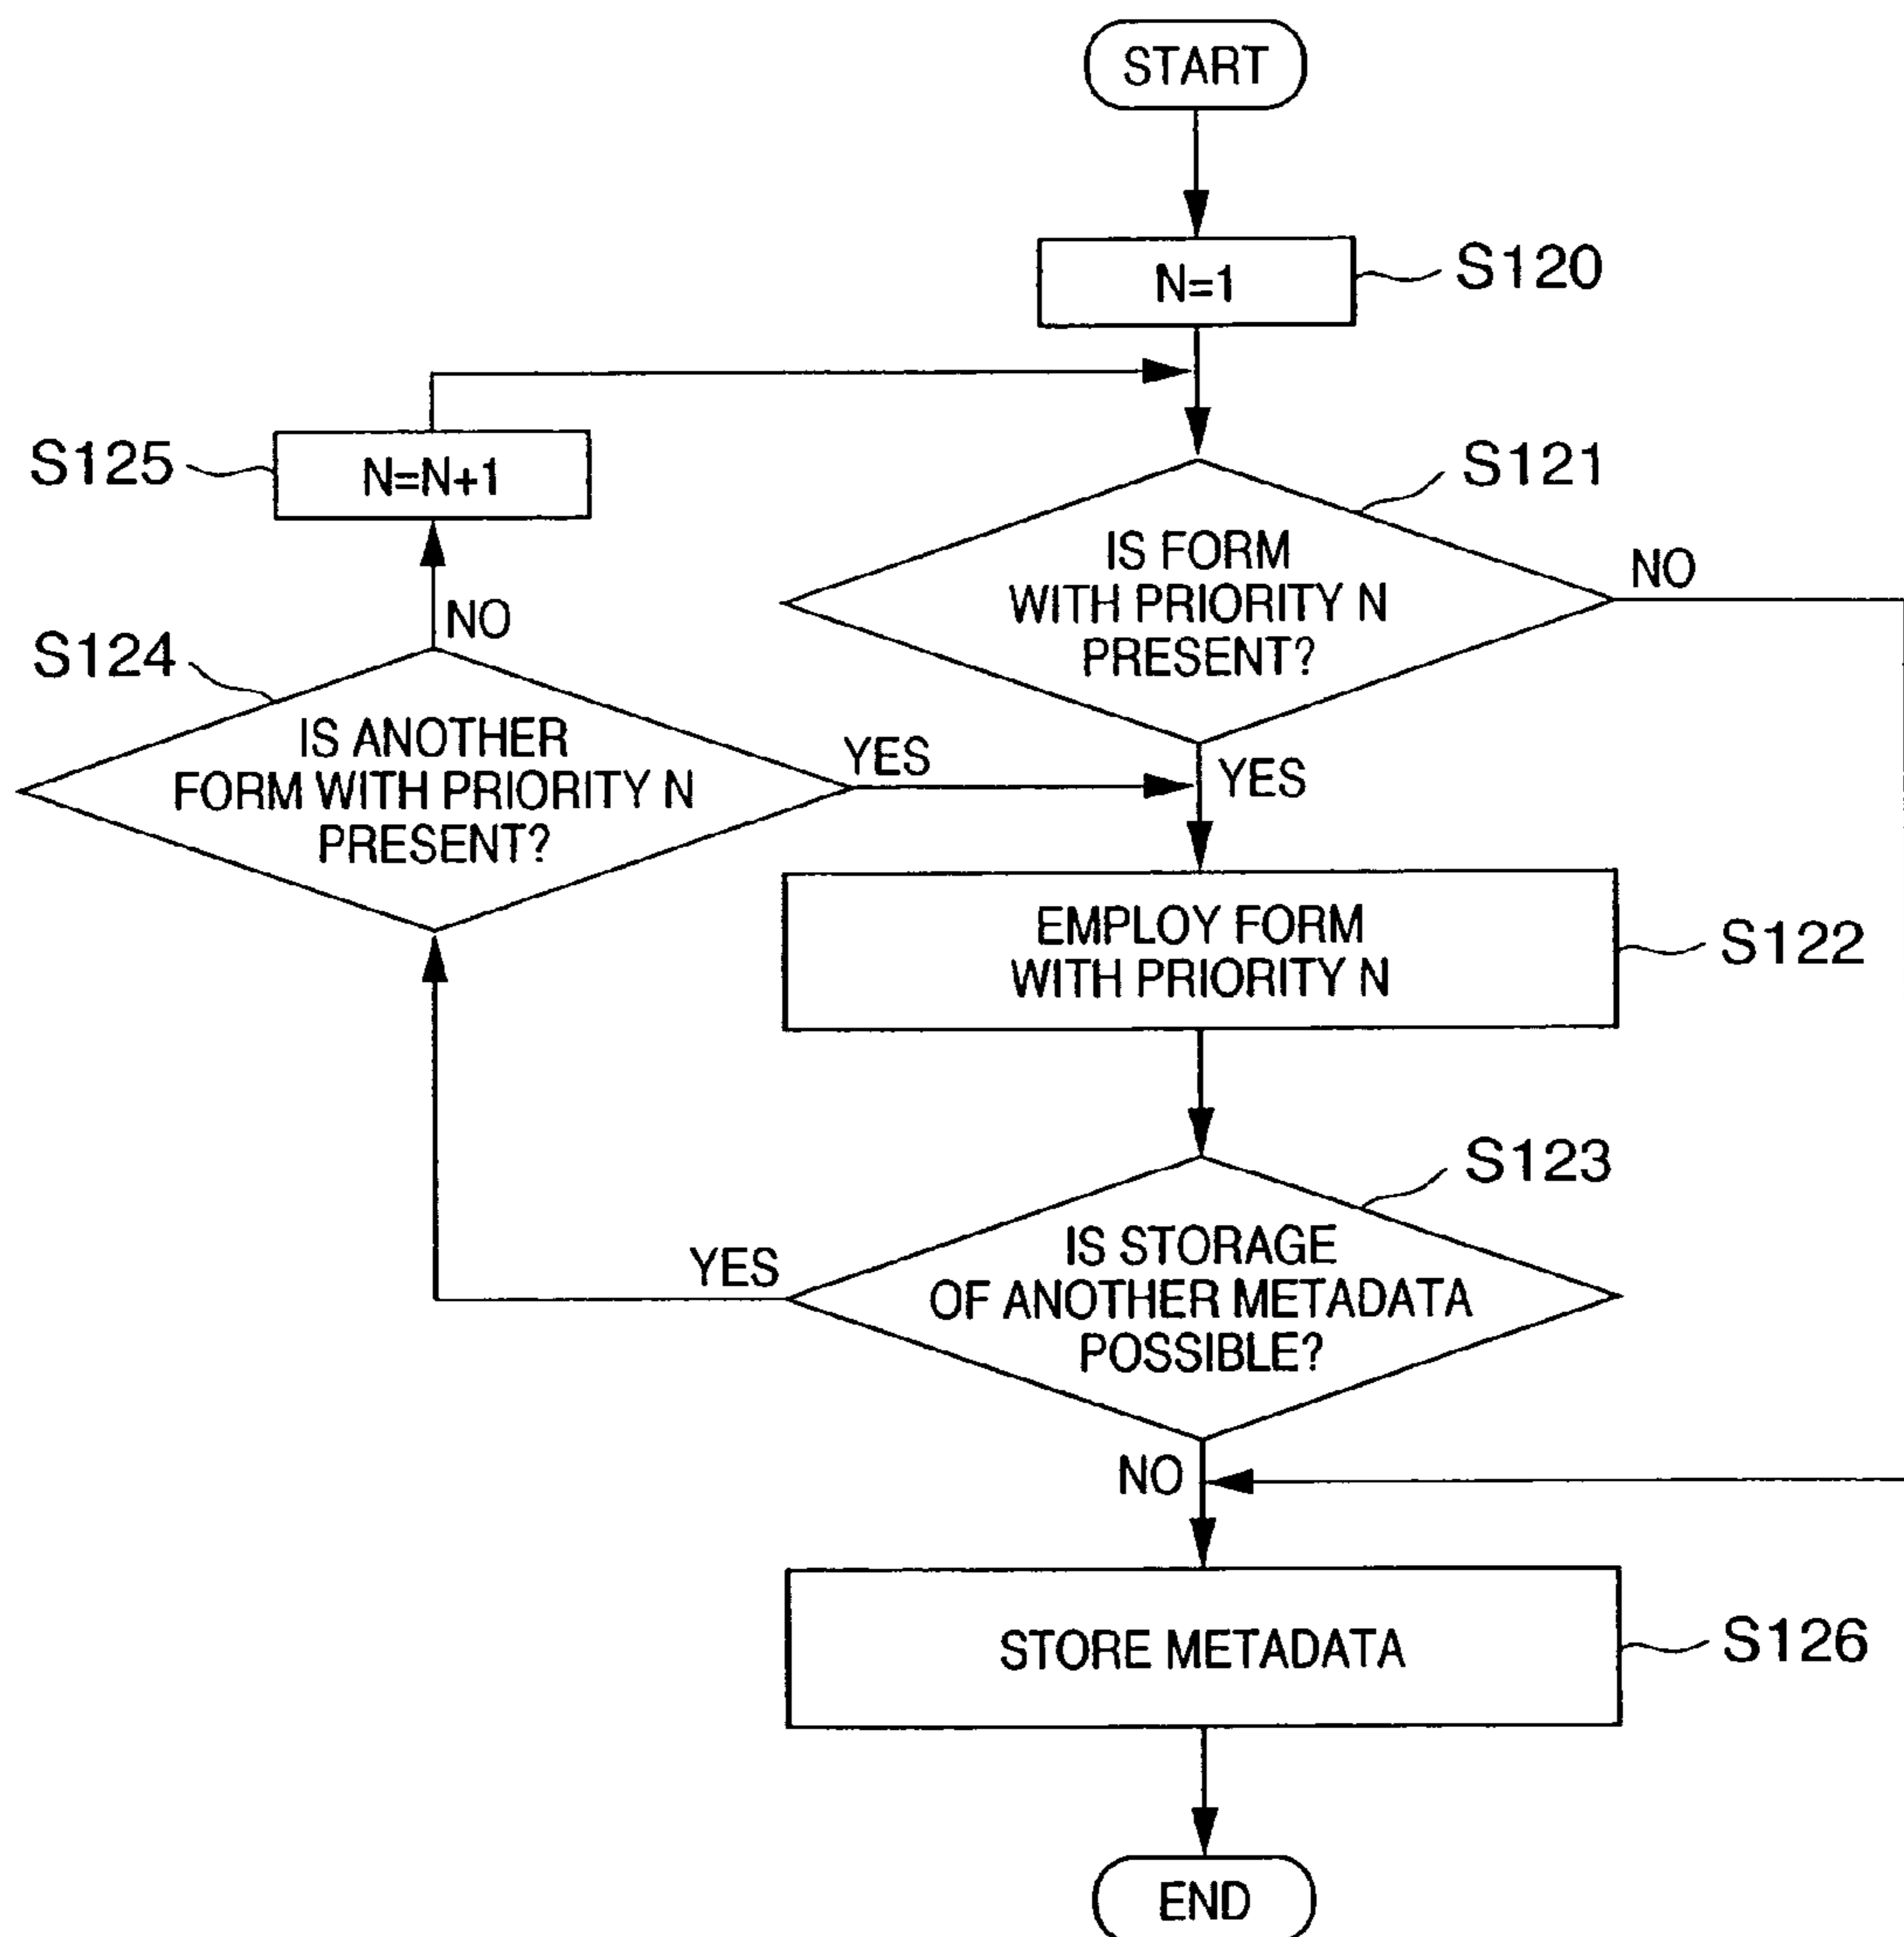 START
N=1
S120
S125
N=N+1
S121
IS FORM
WITH PRIORITY N
PRESENT?
NO
NO
S124
IS ANOTHER
FORM WITH PRIORITY N
PRESENT?
YES
YES
EMPLOY FORM
WITH PRIORITY N
S122
S123
IS STORAGE
OF ANOTHER METADATA
POSSIBLE?
YES
NO
STORE METADATA
S126
END